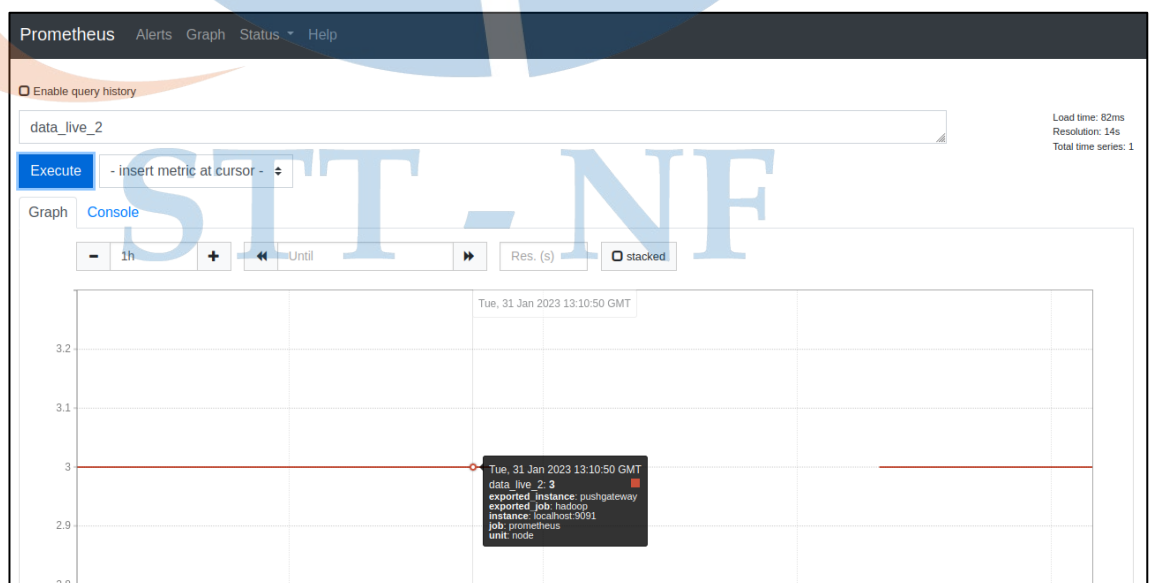 Prometheus Alerts Graph Status Help
Enable query history
data_live_2
Load time: 82ms
Resolution: 14s
Total time series: 1
Execute - insert metric at cursor -
Graph Console
STT - NF
− 1h + Until Res. (s) stacked
Tue, 31 Jan 2023 13:10:50 GMT
3.2
3.1
3
Tue, 31 Jan 2023 13:10:50 GMT
data_live_2: 3
exported_instance: pushgateway
exported_job: hadoop
instance: localhost:9091
job: prometheus
unit: node
2.9